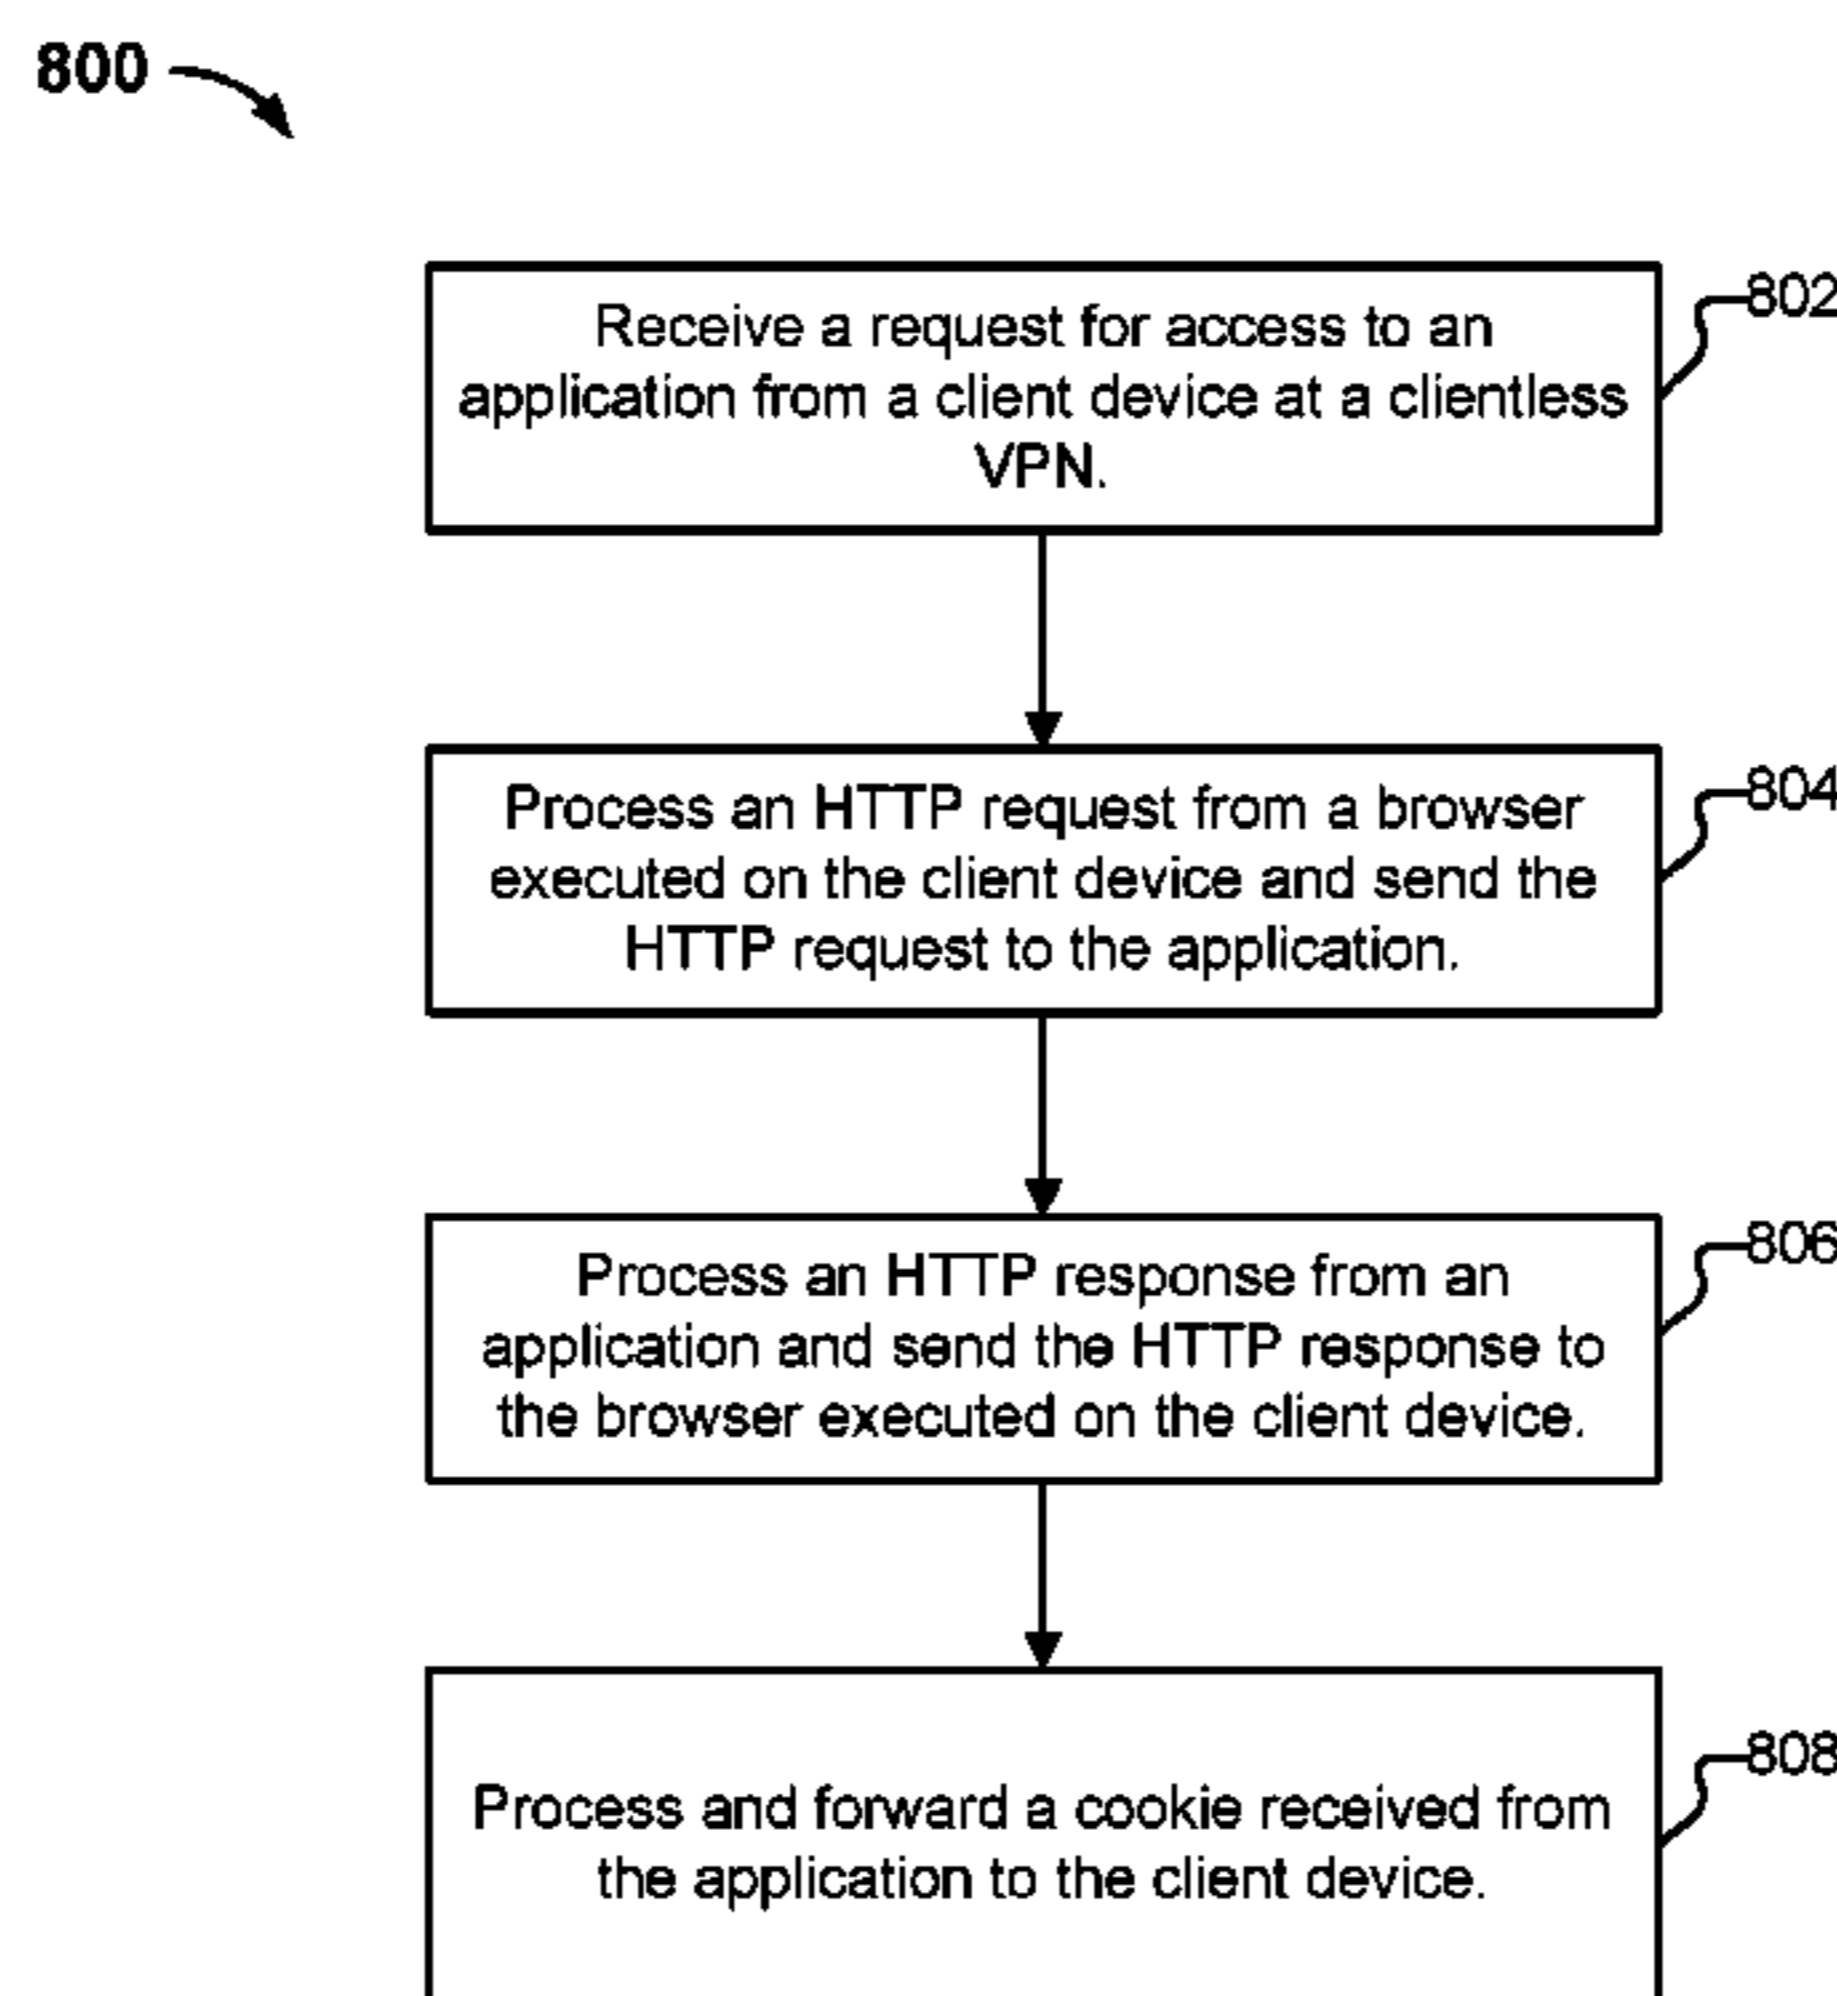 800
802
Receive a request for access to an
application from a client device at a clientless
VPN.
804
Process an HTTP request from a browser
executed on the client device and send the
HTTP request to the application.
806
Process an HTTP response from an
application and send the HTTP response to
the browser executed on the client device.
808
Process and forward a cookie received from
the application to the client device.